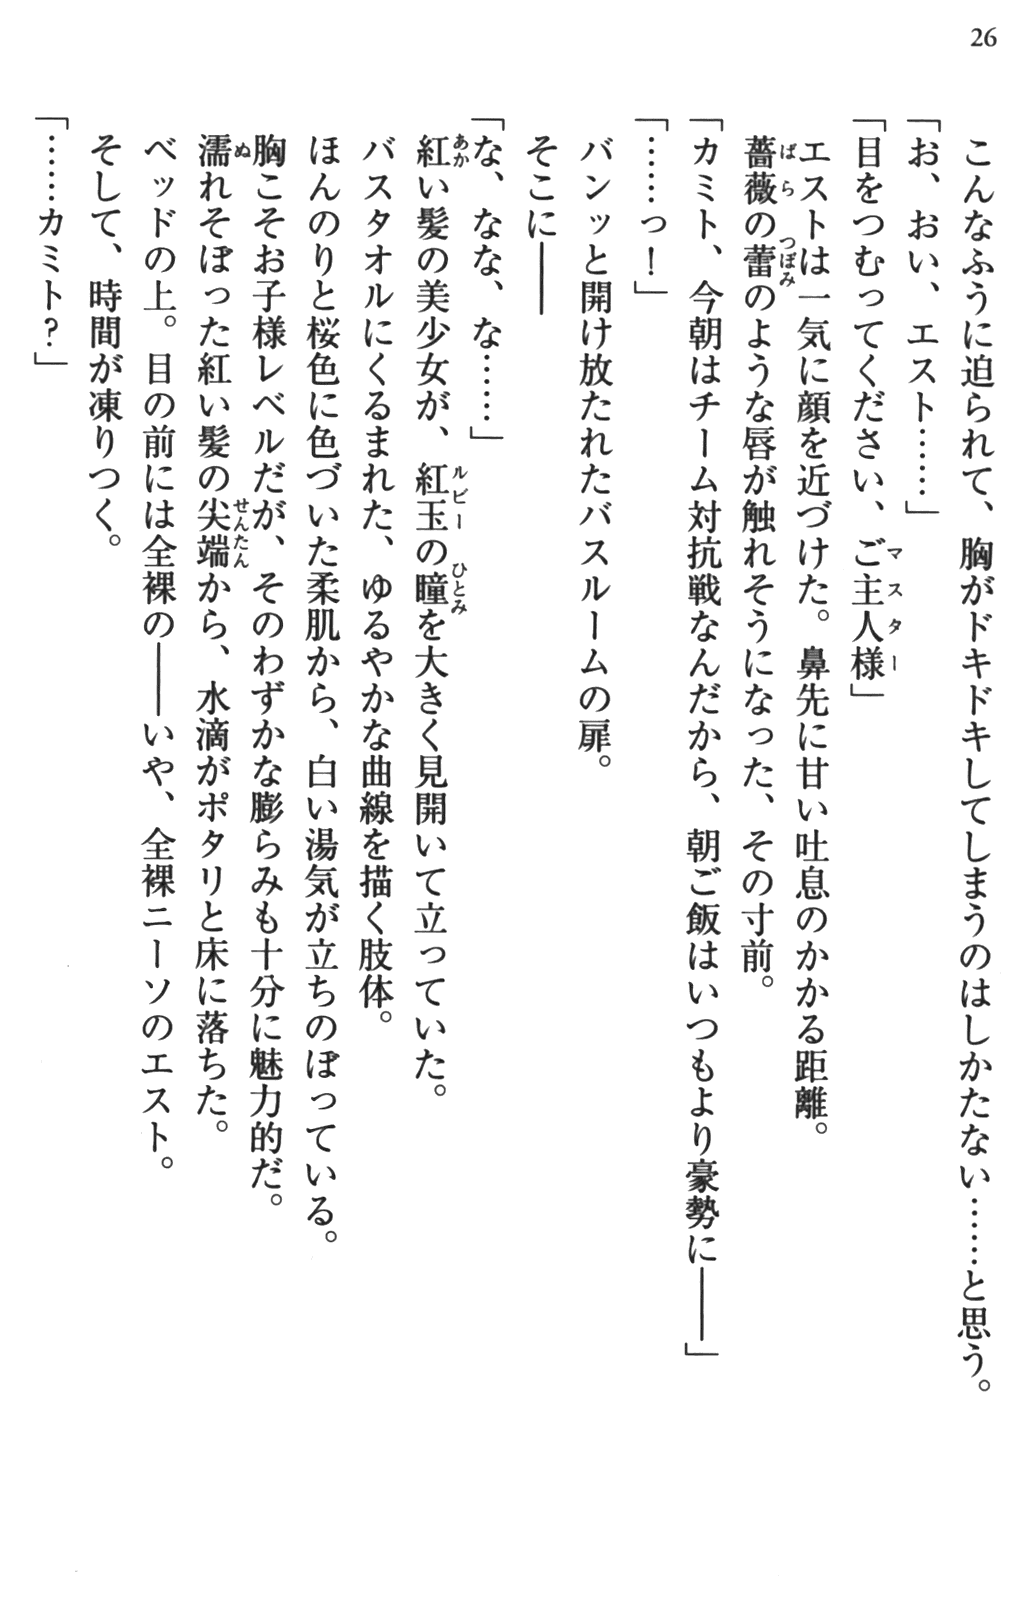 26
こんなふうに迫られて、胸がドキドキしてしまうのはしかたない……と思う。
「お、おい、エスト……」
「目をつむってください、ご主人様」
エストは一気に顔を近づけた。鼻先に甘い吐息のかかる距離。
薔薇の蕾のような唇が触れそうになった、その寸前。
「カミト、今朝はチーム対抗戦なんだから、朝ご飯はいつもより豪勢に――」
「……っ！」
バンッと開け放たれたバスルームの扉。
そこに――
「な、なな、な……」
紅い髪の美少女が、紅玉の瞳を大きく見開いて立っていた。
バスタオルにくるまれた、ゆるやかな曲線を描く肢体。
ほんのりと桜色に色づいた柔肌から、白い湯気が立ちのぼっている。
胸こそお子様レベルだが、そのわずかな膨らみも十分に魅力的だ。
濡れそぼった紅い髪の尖端から、水滴がポタリと床に落ちた。
ベッドの上。目の前には全裸の――いや、全裸ニーソのエスト。
そして、時間が凍りつく。
「……カミト？」